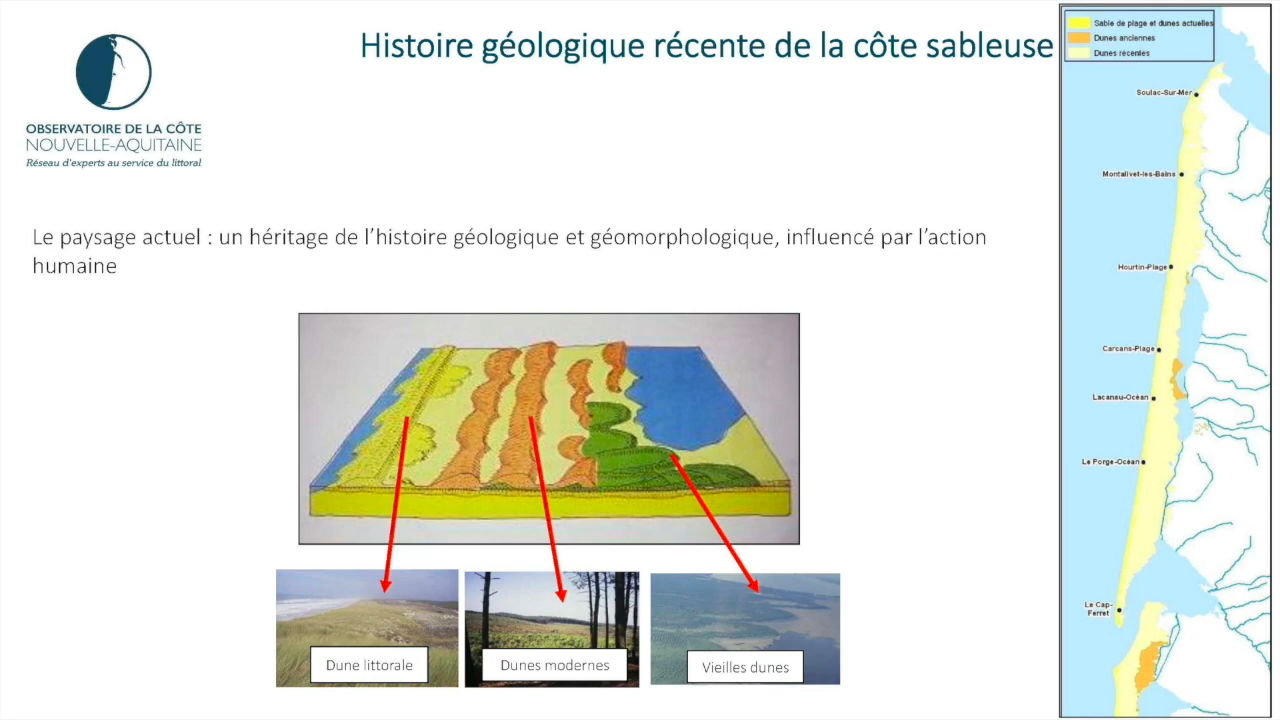 Histoire géologique récente de la côte sableuse
OBSERVATOIRE DE LA CÔTE
NOUVELLE-AQUITAINE
Réseau d'experts au service du littoral
Le paysage actuel : un héritage de l'histoire géologique et géomorphologique, influencé par l'action
humaine
Dune littorale
Dunes modernes
Vieilles dunes
Sable de plage et dunes actuelles
Dunes anciennes
Dunes récentes
Soulac-Sur-Mer
Montalivet-les-Bains
Hourtin-Plage
Carcans-Plage
Lacanau-Océan
Le Porge-Océan
Le Cap-
Ferret